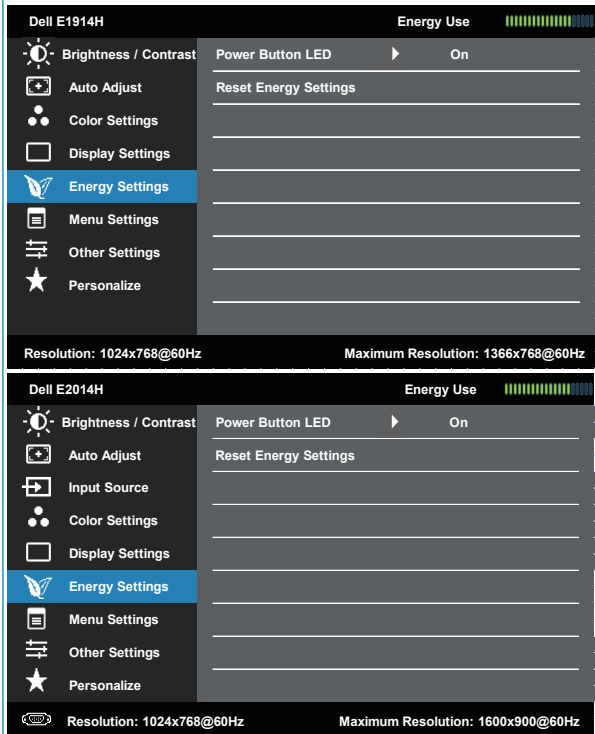 Dell E1914H Energy Use
Brightness / Contrast Power Button LED On
Auto Adjust Reset Energy Settings
Color Settings
Display Settings
Energy Settings
Menu Settings
Other Settings
Personalize
Resolution: 1024x768@60Hz Maximum Resolution: 1366x768@60Hz
Dell E2014H Energy Use
Brightness / Contrast Power Button LED On
Auto Adjust Reset Energy Settings
Input Source
Color Settings
Display Settings
Energy Settings
Menu Settings
Other Settings
Personalize
Resolution: 1024x768@60Hz Maximum Resolution: 1600x900@60Hz